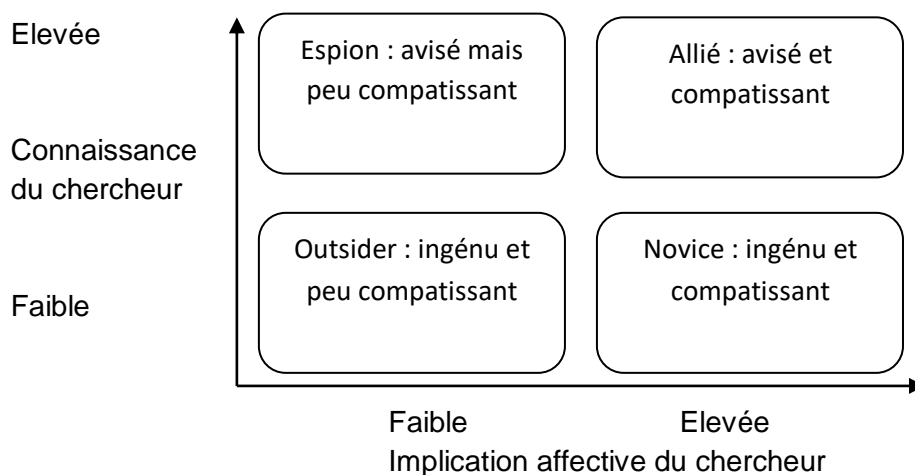 Elevée
Espion : avisé mais
peu compatissant
Allié : avisé et
compatissant
Connaissance
du chercheur
Outsider : ingénu et
peu compatissant
Novice : ingénu et
compatissant
Faible
Faible
Elevée
Implication affective du chercheur